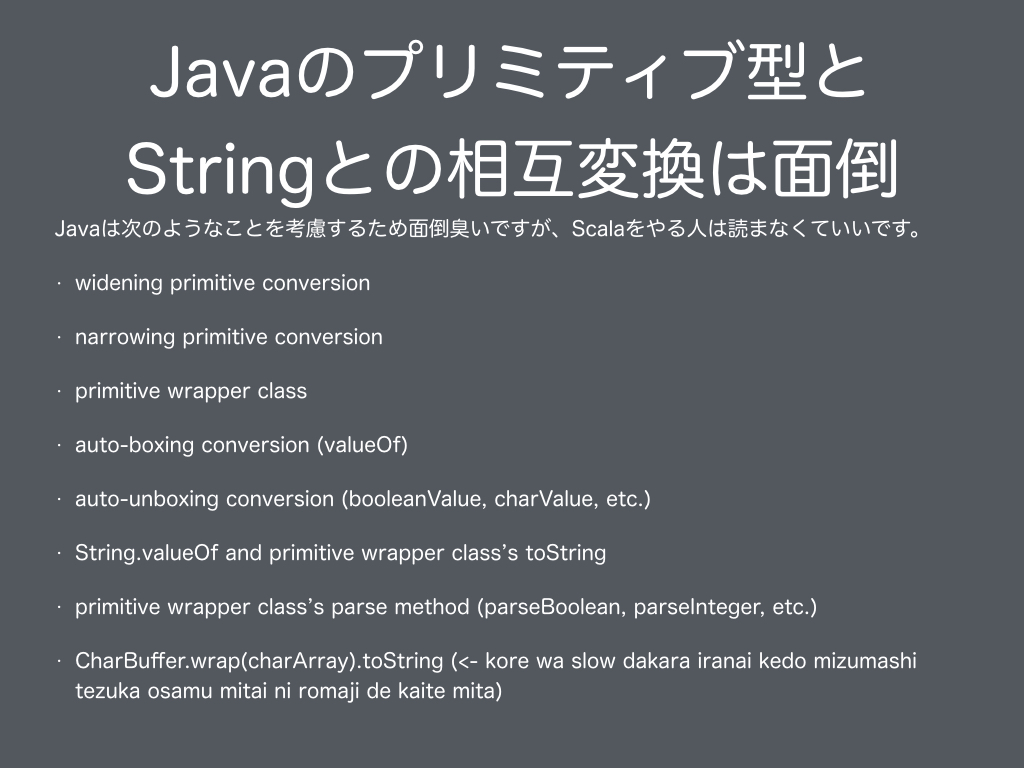 Javaのプリミティブ型と
Stringとの相互変換は面倒
Javaは次のようなことを考慮するため面倒臭いですが、Scalaをやる人は読まなくていいです。
· widening primitive conversion
· narrowing primitive conversion
· primitive wrapper class
· auto-boxing conversion (valueOf)
· auto-unboxing conversion (booleanValue, charValue, etc.)
· String.valueOf and primitive wrapper class’s toString
· primitive wrapper class’s parse method (parseBoolean, parseInteger, etc.)
· CharBuffer.wrap(charArray).toString (<- kore wa slow dakara iranai kedo mizumashi
tezuka osamu mitai ni romaji de kaite mita)